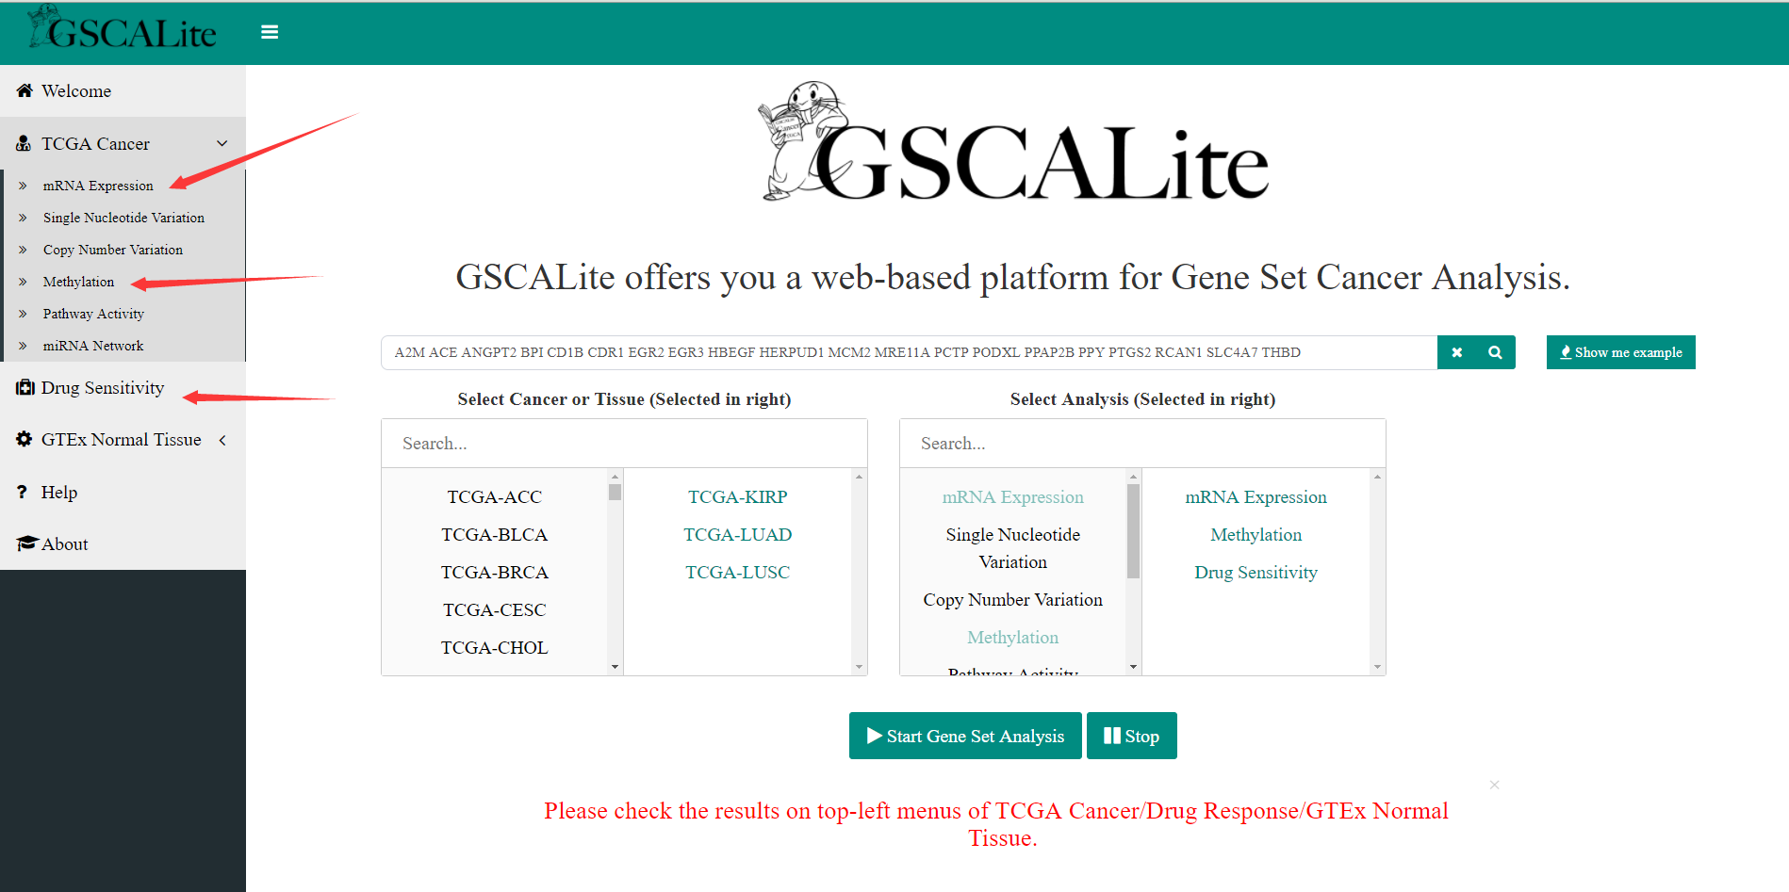 GSCALite
Welcome
TCGA Cancer
mRNA Expression
Single Nucleotide Variation
Copy Number Variation
Methylation
Pathway Activity
miRNA Network
Drug Sensitivity
GTEx Normal Tissue
Help
About
GSCALite
GSCALite offers you a web-based platform for Gene Set Cancer Analysis.
A2M ACE ANGPT2 BPI CD1B CDR1 EGR2 EGR3 HBEGF HERPUD1 MCM2 MRE11A PCTP PODXL PPAP2B PPY PTGS2 RCAN1 SLC4A7 THBD
Show me example
Select Cancer or Tissue (Selected in right)
Search...
TCGA-ACC
TCGA-BLCA
TCGA-BRCA
TCGA-CESC
TCGA-CHOL
TCGA-KIRP
TCGA-LUAD
TCGA-LUSC
Select Analysis (Selected in right)
Search...
mRNA Expression
Single Nucleotide
Variation
Copy Number Variation
Methylation
Pathway Activity
mRNA Expression
Methylation
Drug Sensitivity
Start Gene Set Analysis
Stop
Please check the results on top-left menus of TCGA Cancer/Drug Response/GTEx Normal
Tissue.